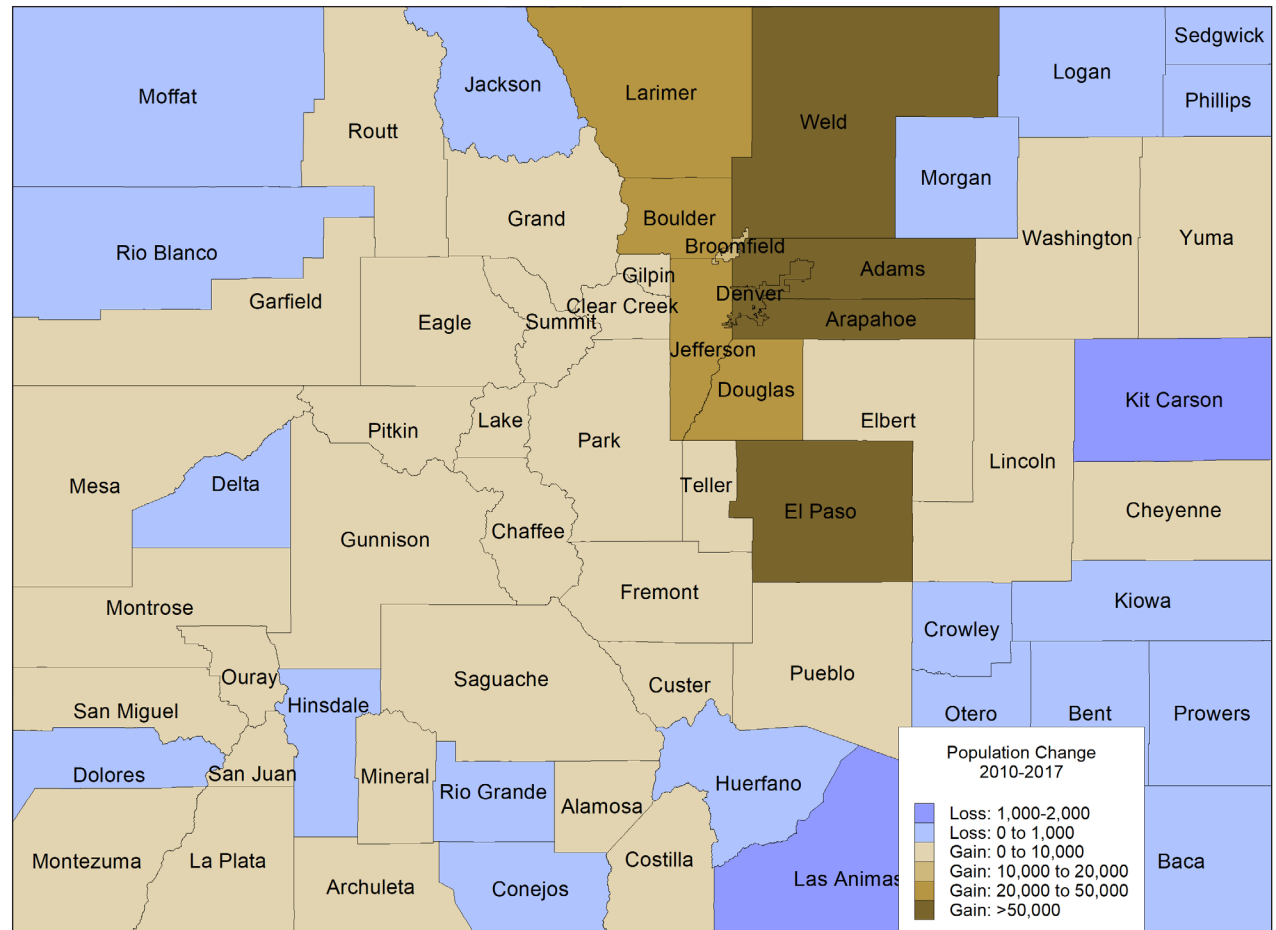 Sedgwick
Moffat
Jackson
Larimer
Logan
Phillips
Routt
Weld
Morgan
Grand
Boulder
Washington
Yuma
Rio Blanco
Broomfield
Gilpin
Adams
Garfield
Clear Creek
Denver
Eagle
Summit
Arapahoe
Jefferson
Douglas
Kit Carson
Pitkin
Lake
Park
Elbert
Lincoln
Mesa
Delta
Teller
El Paso
Cheyenne
Gunnison
Chaffee
Montrose
Fremont
Kiowa
Crowley
Ouray
Saguache
Custer
Pueblo
San Miguel
Hinsdale
Otero
Bent
Prowers
Dolores
San Juan
Mineral
Rio Grande
Alamosa
Huerfano
Montezuma
La Plata
Archuleta
Conejos
Costilla
Las Animas
Baca
Population Change
2010-2017
Loss: 1,000-2,000
Loss: 0 to 1,000
Gain: 0 to 10,000
Gain: 10,000 to 20,000
Gain: 20,000 to 50,000
Gain: >50,000